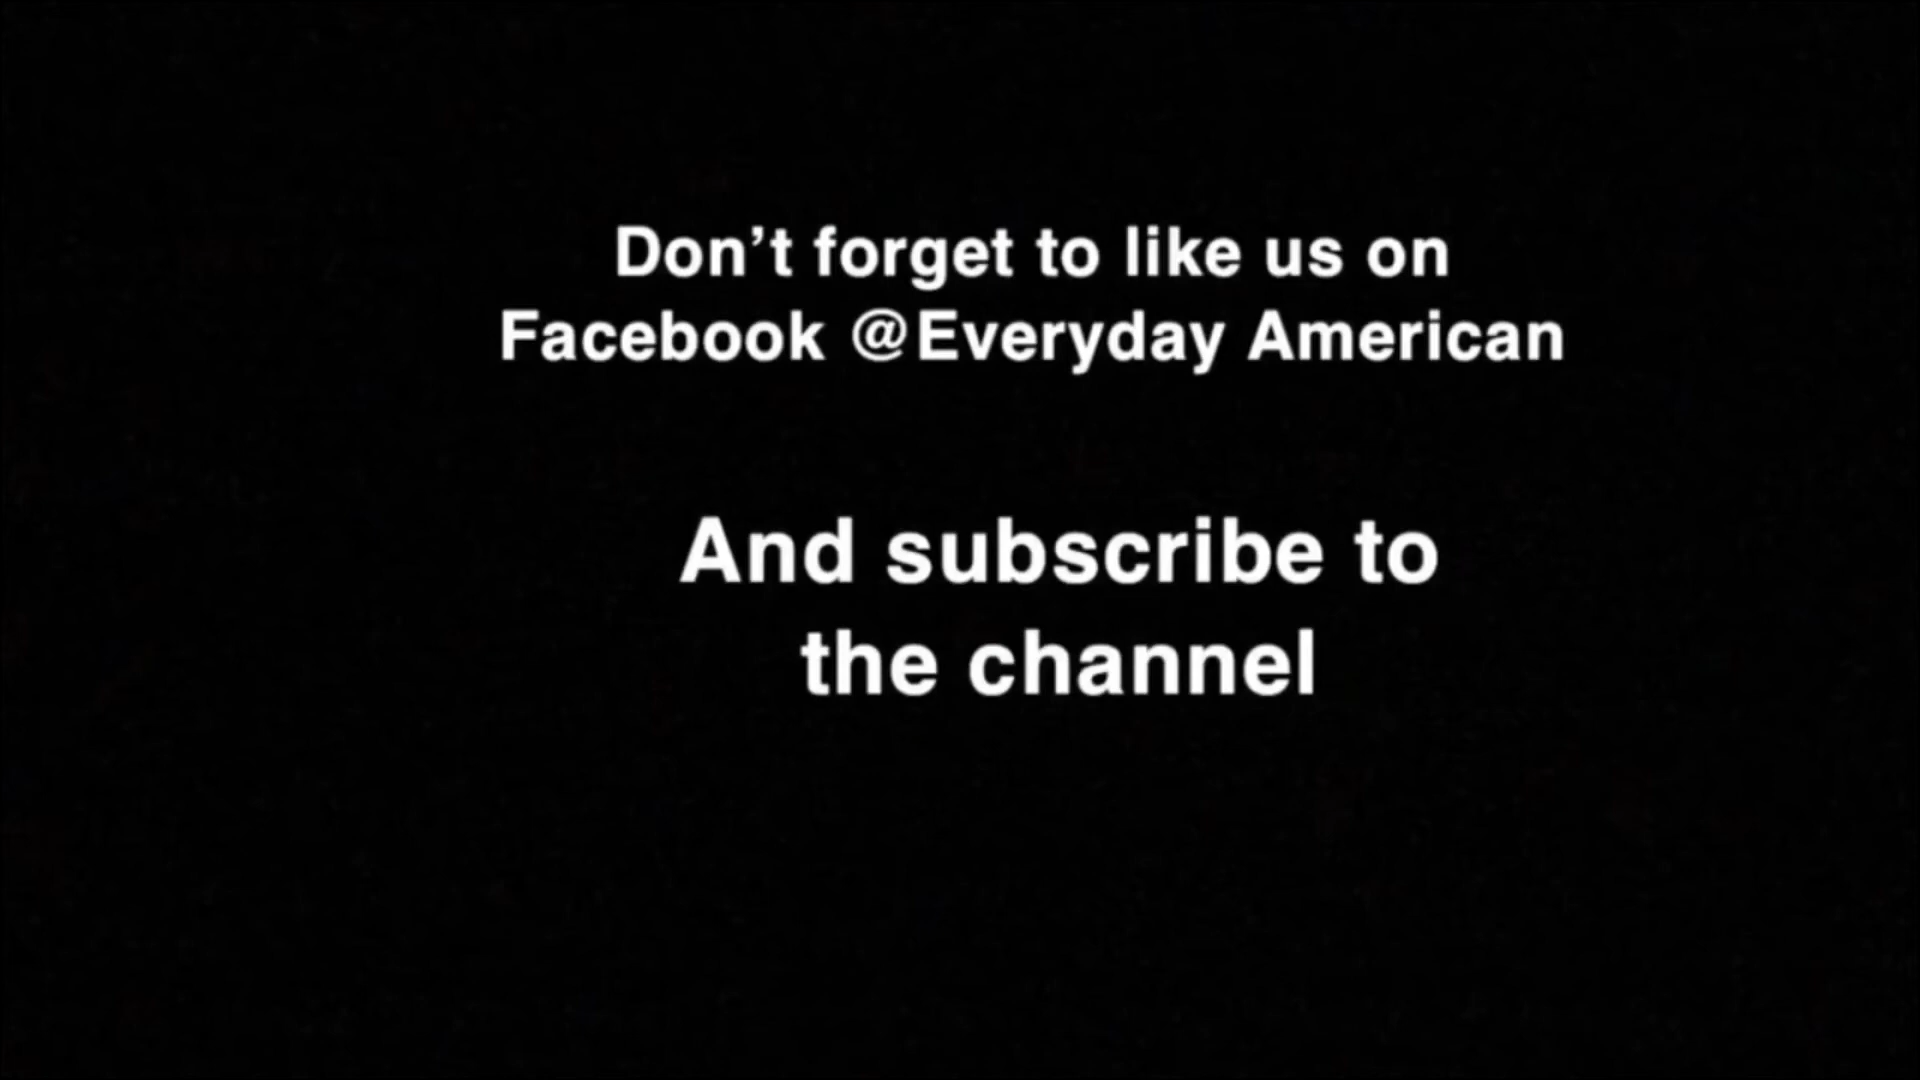 Don’t forget to like us on
Facebook @Everyday American
And subscribe to
the channel